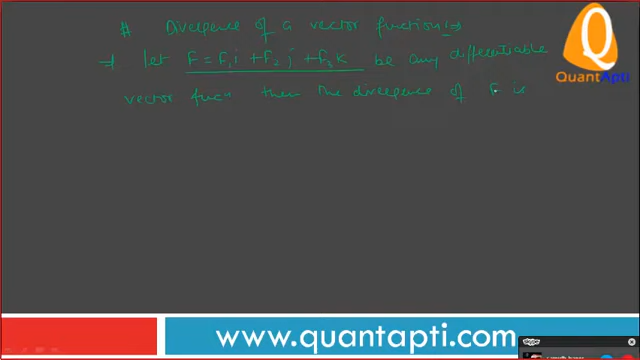 # Divergence of a vector function :→
→ let F = F₁i + F₂j + F₃k be any differentiable
vector func then the divergence of F is
QuantApti
www.quantapti.com